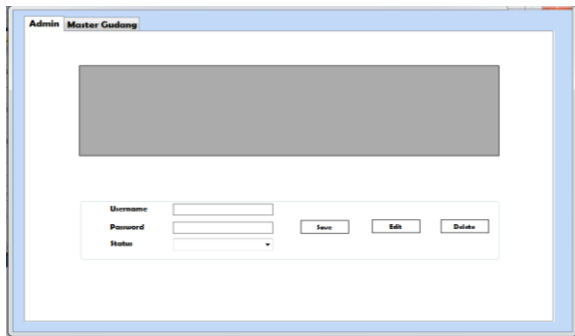 Admin Master Gudang
Username
Password
Save Edit Delete
Status